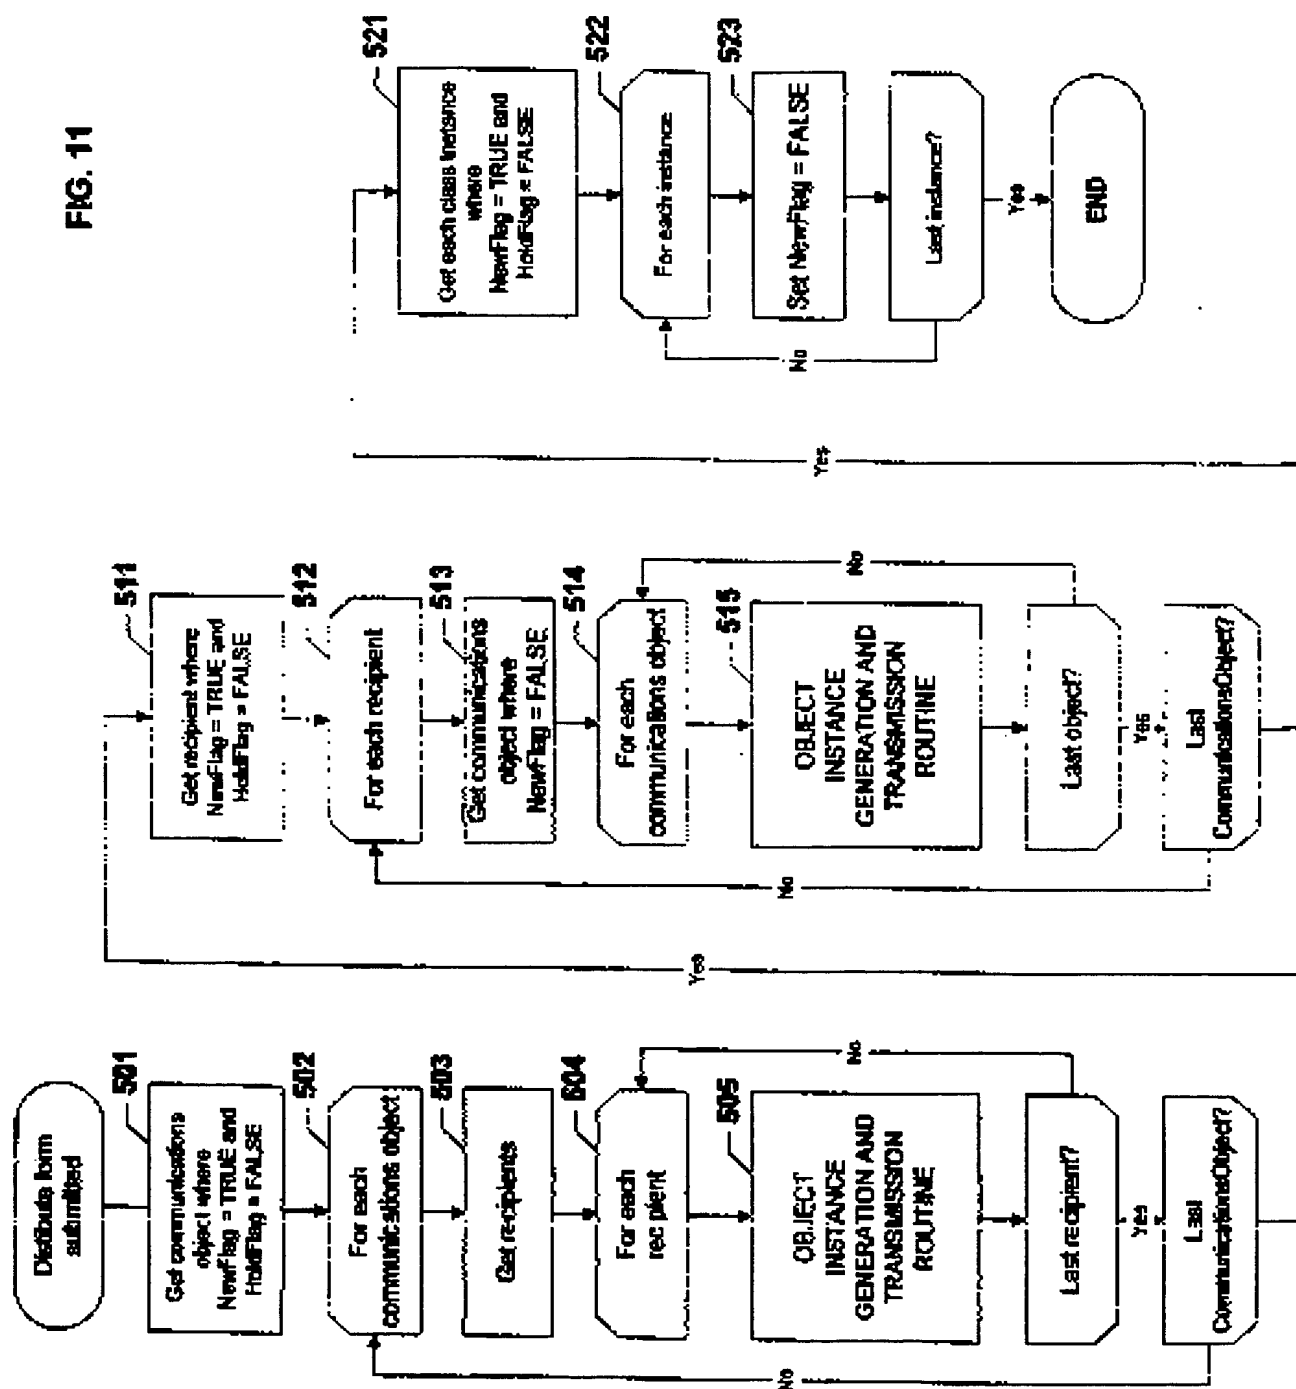 FIG. 11
Distribute form
submitted
501
Get communications
object where
NewFlag = TRUE and
HoldFlag = FALSE
502
For each
communications object
503
Get recipients
504
For each
recipient
505
OBJECT
INSTANCE
GENERATION AND
TRANSMISSION
ROUTINE
No
Last recipient?
Yes
Last
CommunicationsObject?
No
Yes
511
Get recipient where
NewFlag = TRUE and
HoldFlag = FALSE
512
For each recipient
513
Get communications
object where
NewFlag = FALSE
514
For each
communications object
515
OBJECT
INSTANCE
GENERATION AND
TRANSMISSION
ROUTINE
No
Last object?
Yes
Last
CommunicationsObject?
No
Yes
521
Get each class instance
where
NewFlag = TRUE and
HoldFlag = FALSE
522
For each instance
523
Set NewFlag = FALSE
Last instance?
No
Yes
END